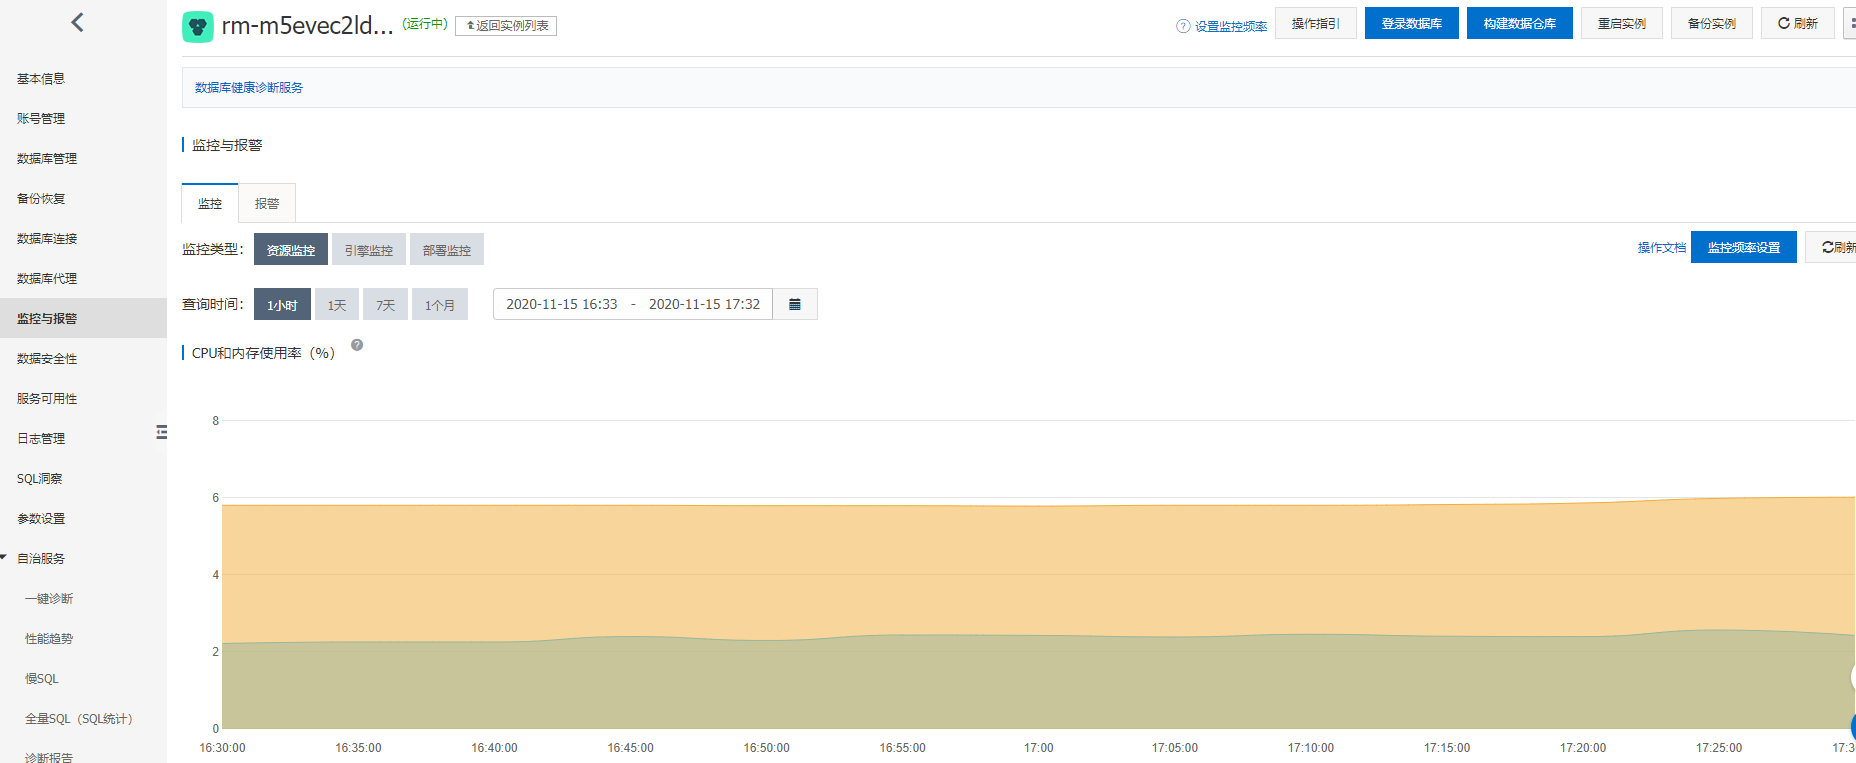 rm-m5evec2ld... (运行中) 返回实例列表
设置监控频率 操作指引 登录数据库 构建数据仓库 重启实例 备份实例 刷新
基本信息
账号管理
数据库管理
备份恢复
数据库连接
数据库代理
监控与报警
数据安全性
服务可用性
日志管理
SQL洞察
参数设置
自治服务
一键诊断
性能趋势
慢SQL
全量SQL（SQL统计）
诊断报告
数据库健康诊断服务
监控与报警
监控 报警
监控类型: 资源监控 引擎监控 部署监控
操作文档 监控频率设置 刷新
查询时间: 1小时 1天 7天 1个月 2020-11-15 16:33 - 2020-11-15 17:32
CPU和内存使用率（%）
8
6
4
2
0
16:30:00 16:35:00 16:40:00 16:45:00 16:50:00 16:55:00 17:00 17:05:00 17:10:00 17:15:00 17:20:00 17:25:00 17:3